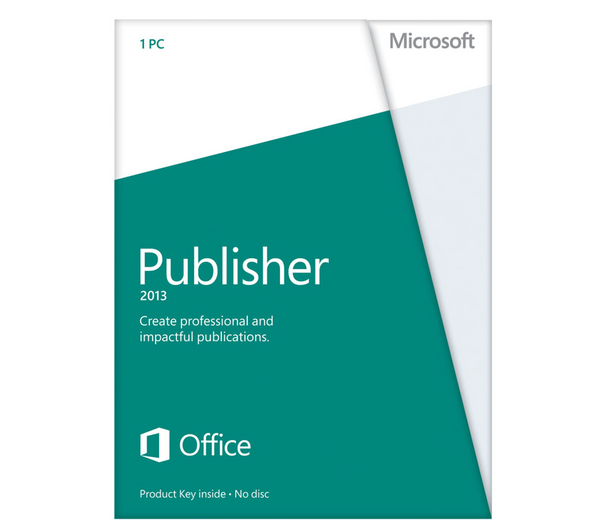 1 PC
Microsoft
Publisher
2013
Create professional and
impactful publications.
Office
Product Key inside • No disc